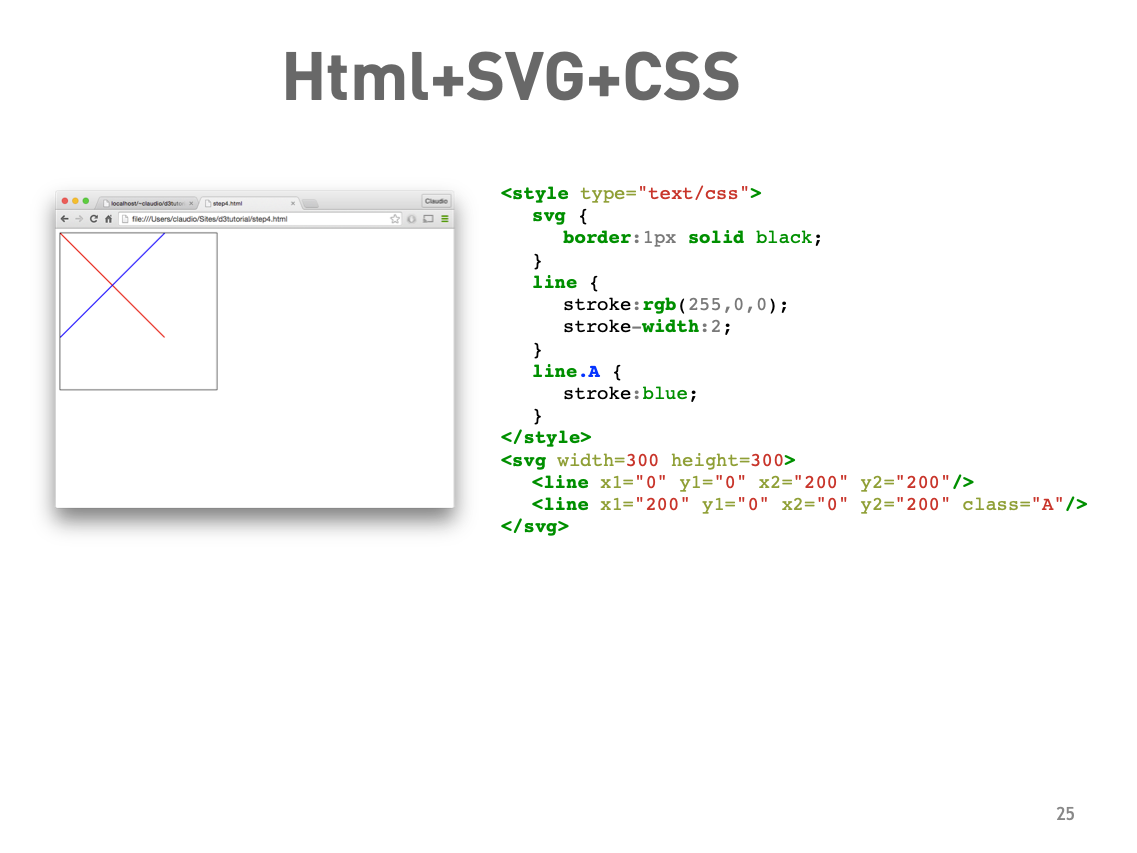 Html+SVG+CSS
localhost/~claudio/d3tutori
step4.html
Claudio
file:///Users/claudio/Sites/d3tutorial/step4.html
<style type="text/css">
svg {
border:1px solid black;
}
line {
stroke:rgb(255,0,0);
stroke-width:2;
}
line.A {
stroke:blue;
}
</style>
<svg width=300 height=300>
<line x1="0" y1="0" x2="200" y2="200"/>
<line x1="200" y1="0" x2="0" y2="200" class="A"/>
</svg>
25